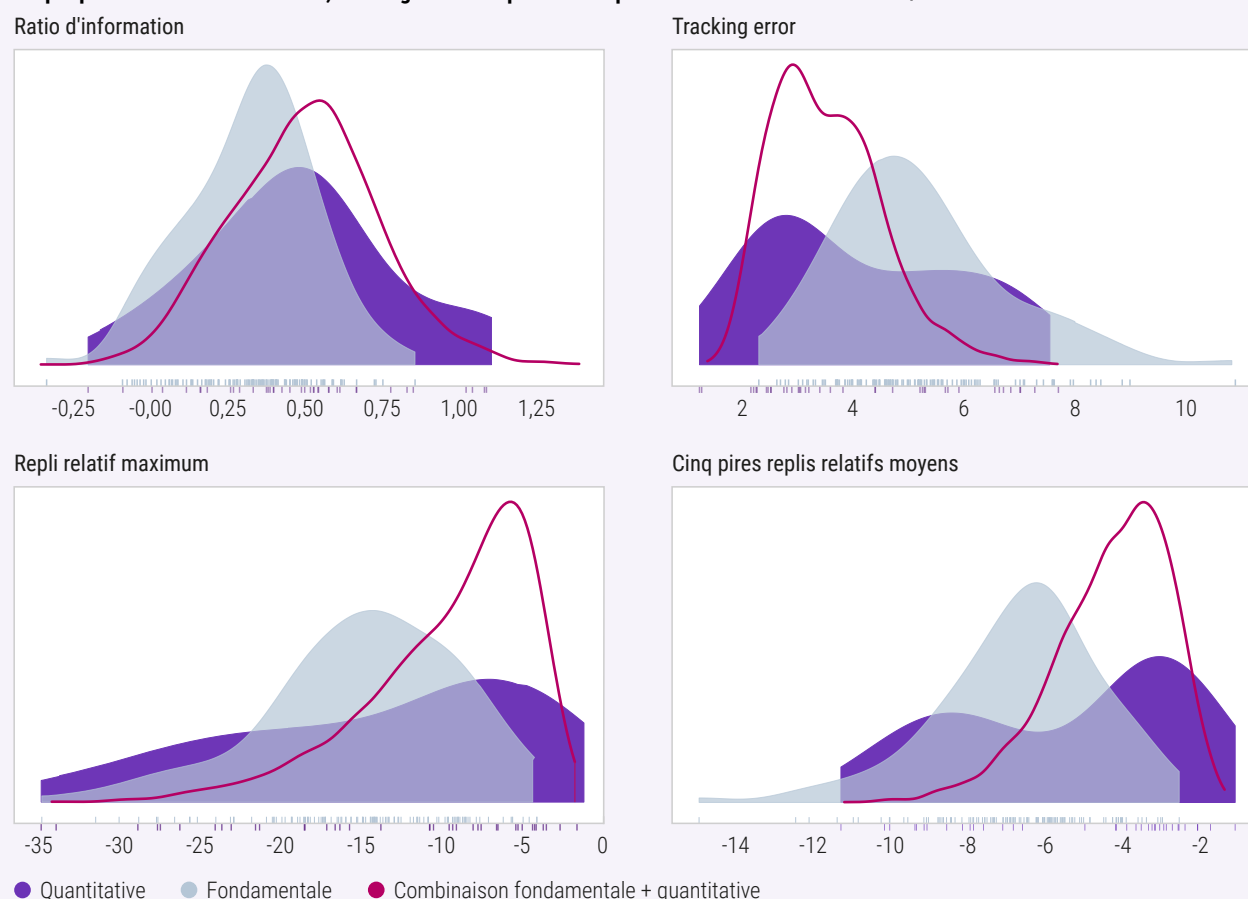 Ratio d'information
Tracking error
-0,25 -0,00 0,25 0,50 0,75 1,00 1,25
2 4 6 8 10
Repli relatif maximum
Cinq pires replis relatifs moyens
-35 -30 -25 -20 -15 -10 -5 0
-14 -12 -10 -8 -6 -4 -2
Quantitative Fondamentale Combinaison fondamentale + quantitative